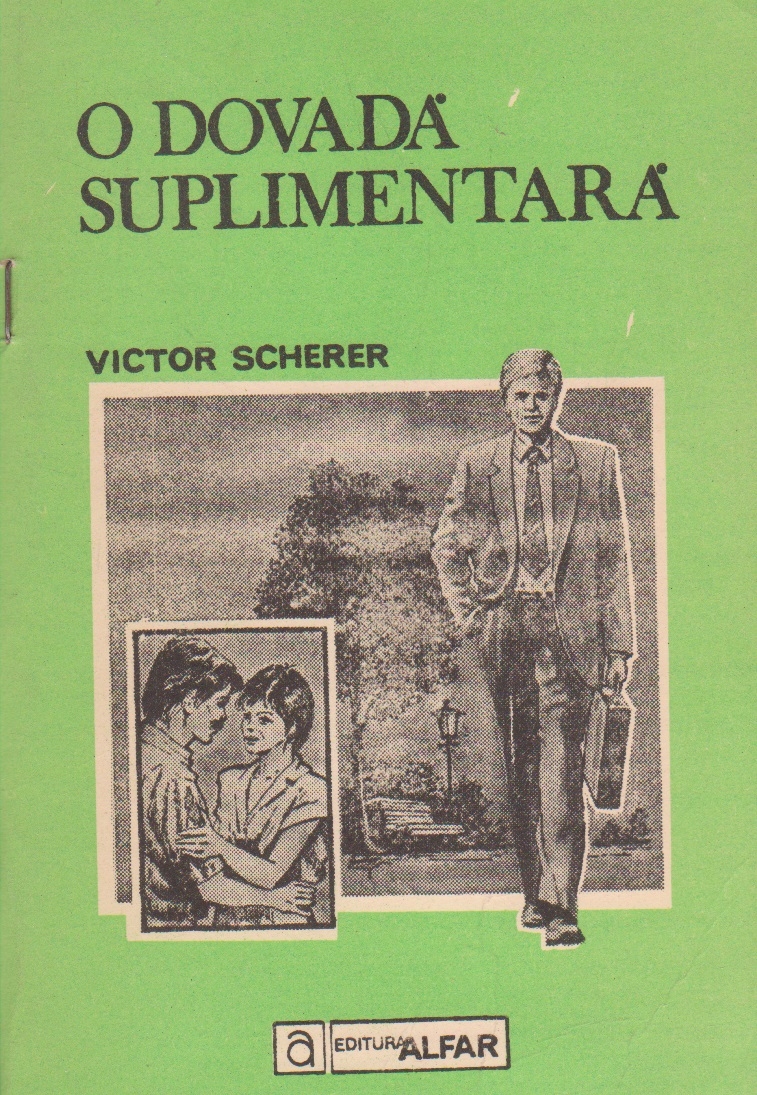 O DOVADĂ
SUPLIMENTARĂ
VICTOR SCHERER
a EDITURA ALFAR